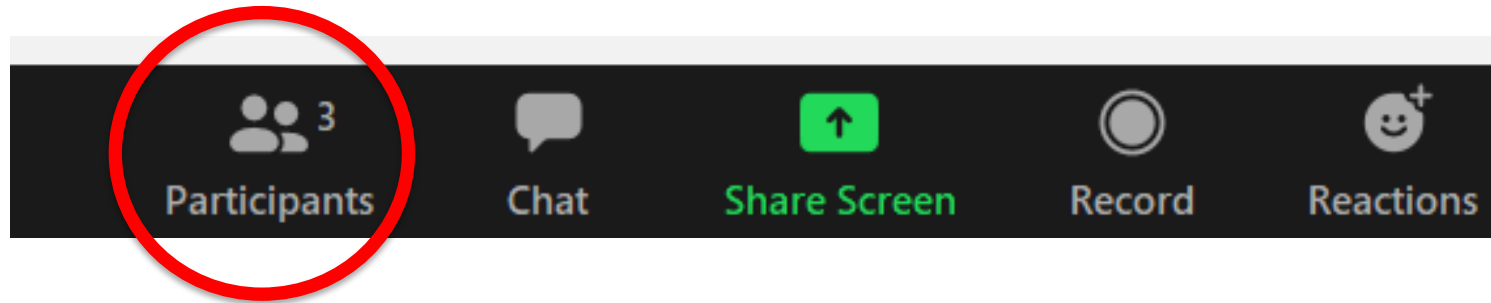 3
Participants
Chat
Share Screen
Record
Reactions